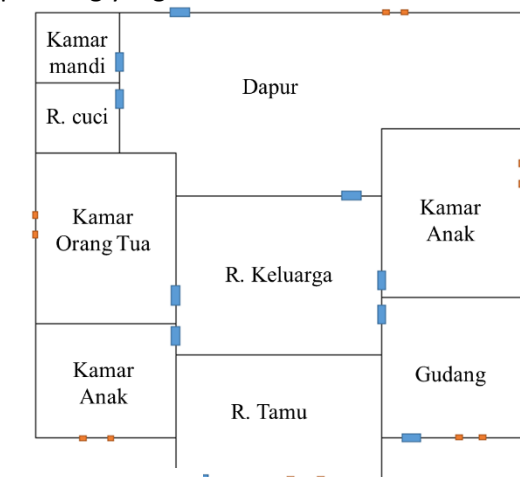 Kamar
mandi
Dapur
R. cuci
Kamar
Orang Tua
Kamar
Anak
R. Keluarga
Kamar
Anak
Gudang
R. Tamu